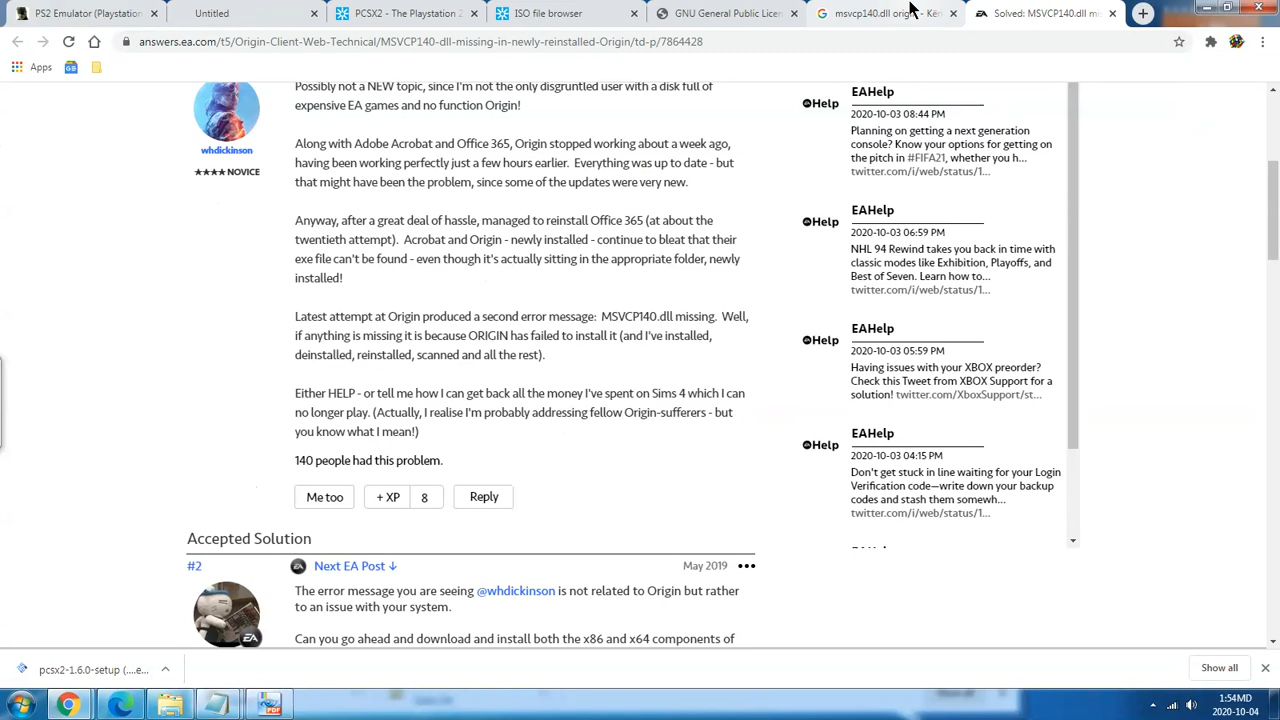 PS2 Emulator (Playstation
Untitled
PCSX2 - The Playstation 2
ISO file browser
GNU General Public Licen
msvcp140.dll origin - Kere
Solved: MSVCP140.dll mis
answers.ea.com/t5/Origin-Client-Web-Technical/MSVCP140-dll-missing-in-newly-reinstalled-Origin/td-p/7864428
Apps
whdickinson
★★★★ NOVICE
Possibly not a NEW topic, since I'm not the only disgruntled user with a disk full of
expensive EA games and no function Origin!
Along with Adobe Acrobat and Office 365, Origin stopped working about a week ago,
having been working perfectly just a few hours earlier.  Everything was up to date - but
that might have been the problem, since some of the updates were very new.
Anyway, after a great deal of hassle, managed to reinstall Office 365 (at about the
twentieth attempt).  Acrobat and Origin - newly installed - continue to bleat that their
exe file can't be found - even though it's actually sitting in the appropriate folder, newly
installed!
Latest attempt at Origin produced a second error message:  MSVCP140.dll missing.  Well,
if anything is missing it is because ORIGIN has failed to install it (and I've installed,
deinstalled, reinstalled, scanned and all the rest).
Either HELP - or tell me how I can get back all the money I've spent on Sims 4 which I can
no longer play. (Actually, I realise I'm probably addressing fellow Origin-sufferers - but
you know what I mean!)
140 people had this problem.
Me too
+ XP 8
Reply
Accepted Solution
#2
Next EA Post ↓
May 2019 •••
The error message you are seeing @whdickinson is not related to Origin but rather
to an issue with your system.
Can you go ahead and download and install both the x86 and x64 components of
EA
EAHelp
Help
2020-10-03 08:44 PM
Planning on getting a next generation
console? Know your options for getting on
the pitch in #FIFA21, whether you h...
twitter.com/i/web/status/1...
EAHelp
Help
2020-10-03 06:59 PM
NHL 94 Rewind takes you back in time with
classic modes like Exhibition, Playoffs, and
Best of Seven. Learn how to...
twitter.com/i/web/status/1...
EAHelp
Help
2020-10-03 05:59 PM
Having issues with your XBOX preorder?
Check this Tweet from XBOX Support for a
solution! twitter.com/XboxSupport/st...
EAHelp
Help
2020-10-03 04:15 PM
Don't get stuck in line waiting for your Login
Verification code—write down your backup
codes and stash them somewh...
twitter.com/i/web/status/1...
EAHelp
pcsx2-1.6.0-setup (....e...
Show all
1:54MD
2020-10-04